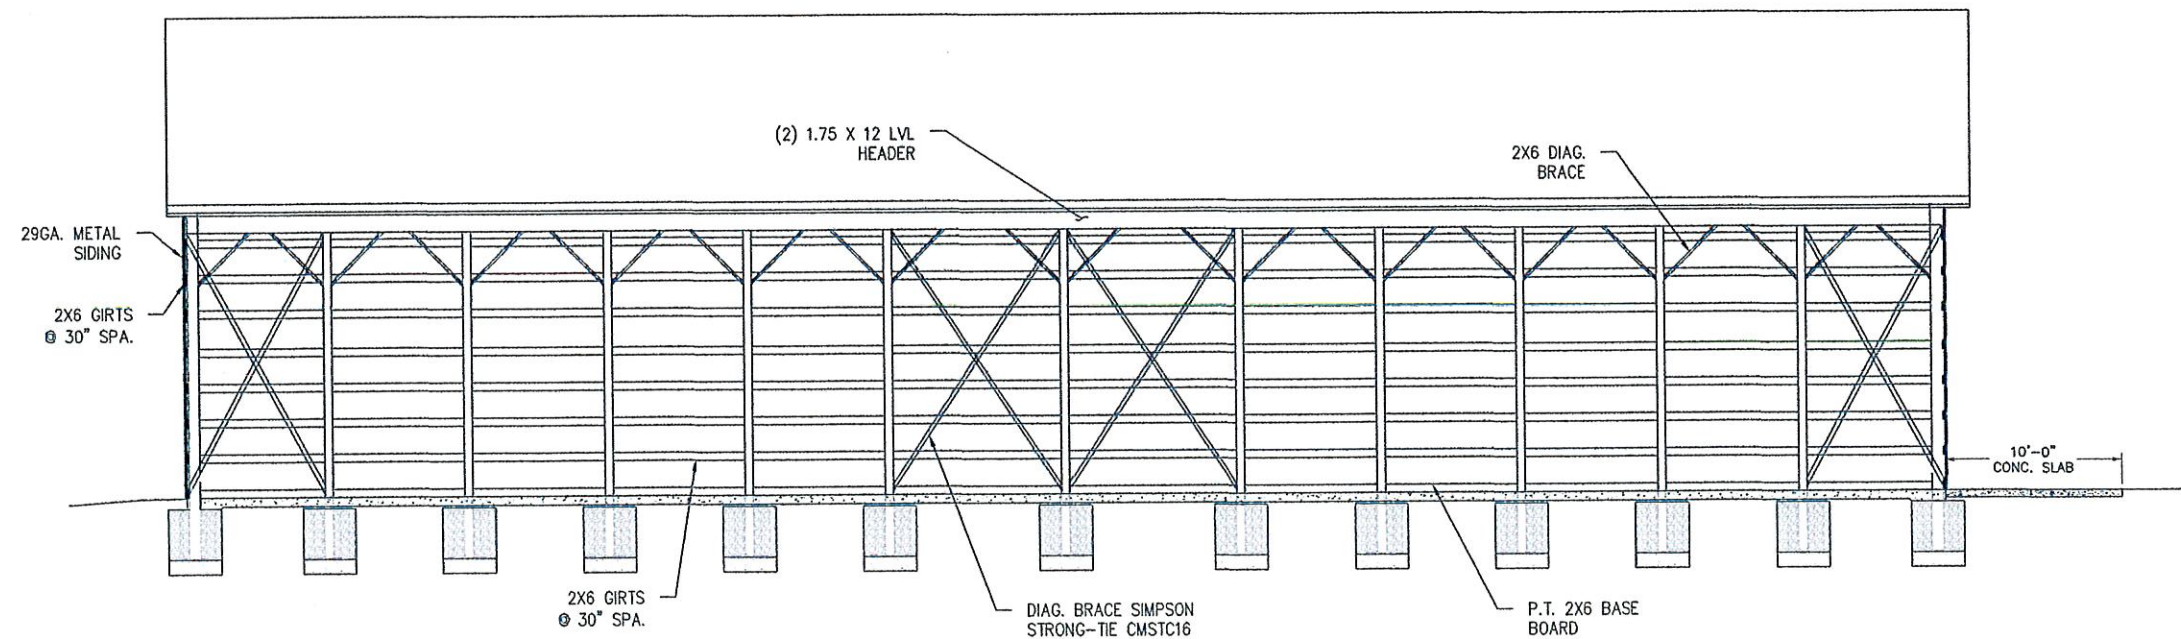 (2) 1.75 X 12 LVL
HEADER
2X6 DIAG.
BRACE
29GA. METAL
SIDING
2X6 GIRTS
@ 30" SPA.
10'-0"
CONC. SLAB
2X6 GIRTS
@ 30" SPA.
DIAG. BRACE SIMPSON
STRONG-TIE CMSTC16
P.T. 2X6 BASE
BOARD